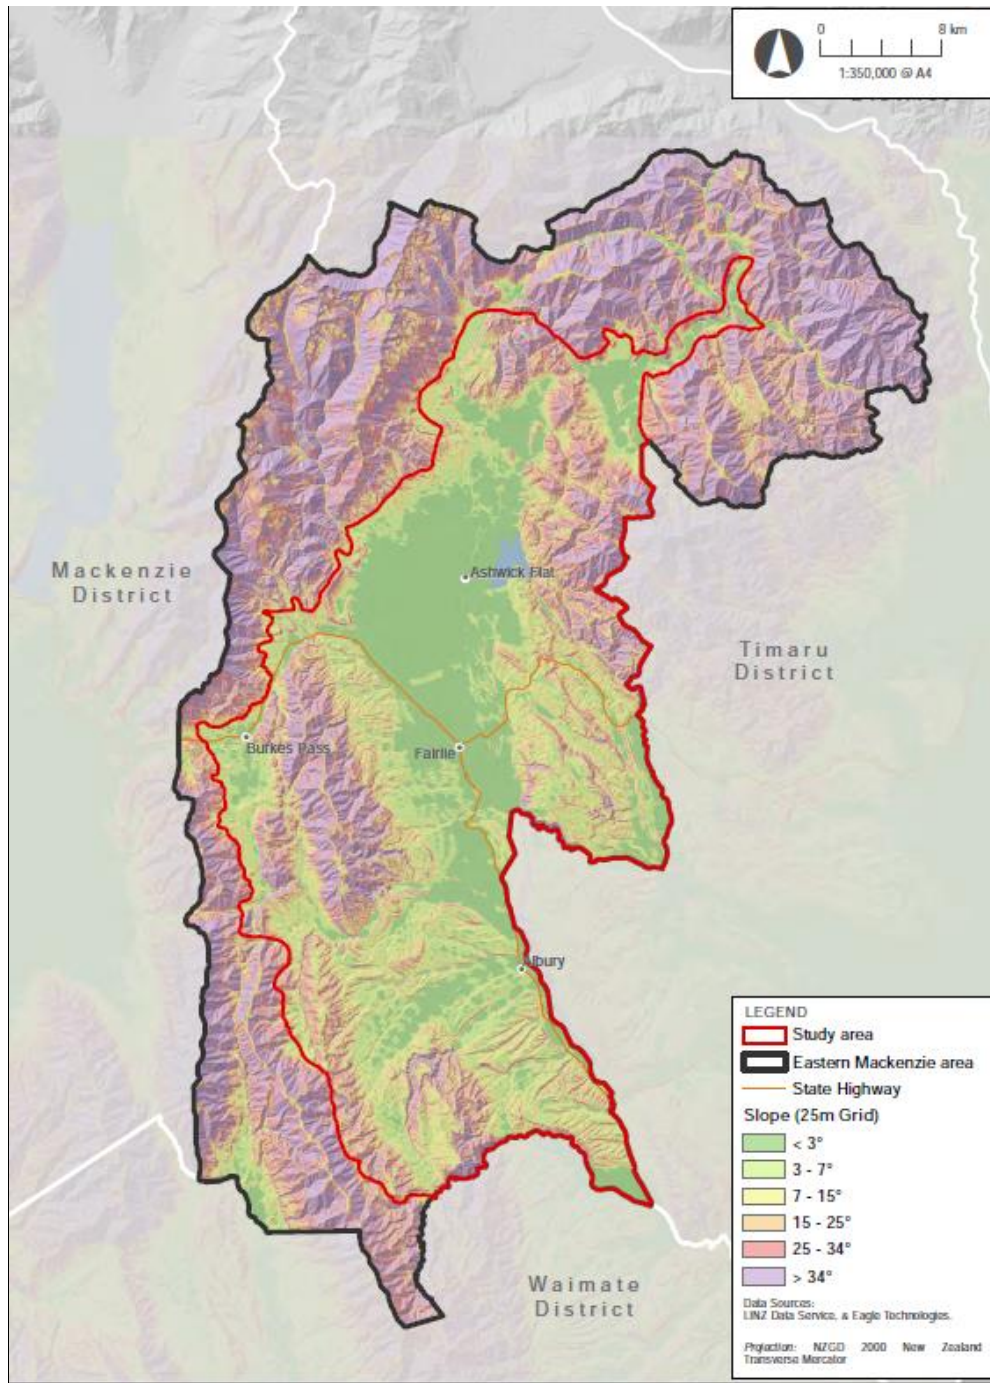 0 8 km
1:350,000 @ A4
Mackenzie
District
Ashwick Flat
Timaru
District
Burkes Pass
Fairlie
lbury
Waimate
District
LEGEND
Study area
Eastern Mackenzie area
State Highway
Slope (25m Grid)
< 3°
3 - 7°
7 - 15°
15 - 25°
25 - 34°
> 34°
Data Sources:
LINZ Data Service, & Eagle Technologies.
Projection: NZGD 2000 New Zealand
Transverse Mercator